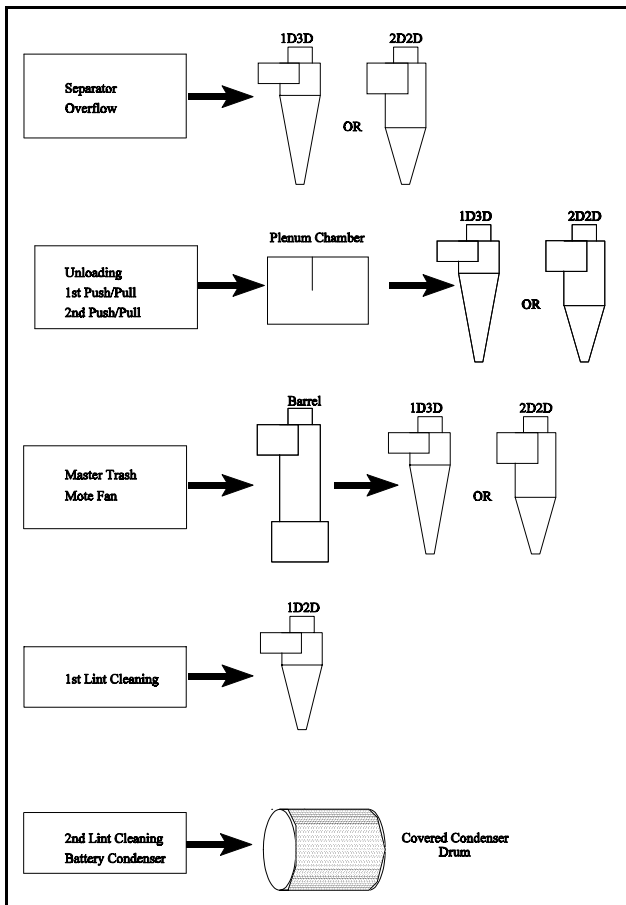 1D3D
2D2D
Separator
Overflow
OR
1D3D
2D2D
Plenum Chamber
Unloading
1st Push/Pull
2nd Push/Pull
OR
Barrel
1D3D
2D2D
Master Trash
Mote Fan
OR
1D2D
1st Lint Cleaning
2nd Lint Cleaning
Battery Condenser
Covered Condenser
Drum